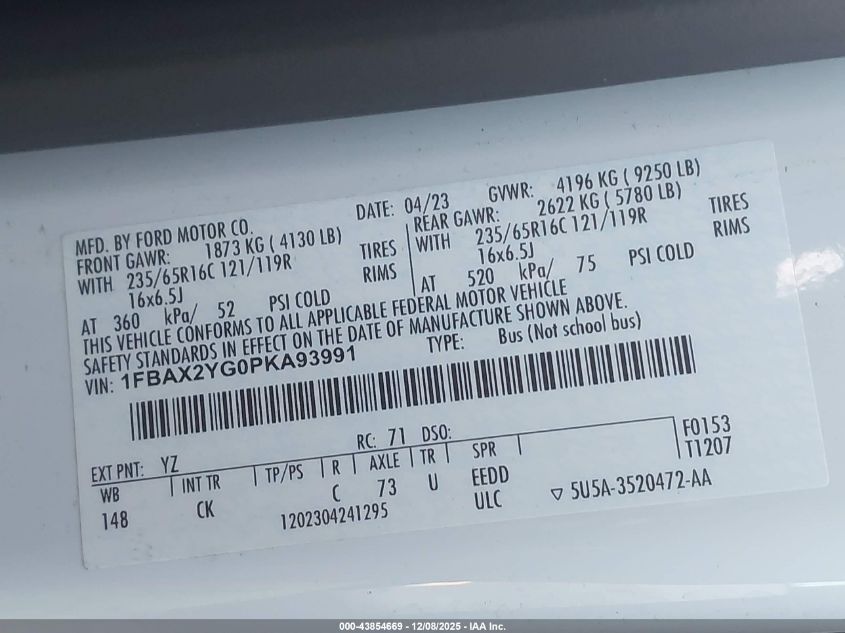 MFD. BY FORD MOTOR CO.
DATE: 04/23 GVWR: 4196 KG ( 9250 LB)
FRONT GAWR: 1873 KG ( 4130 LB)
WITH 235/65R16C 121/119R TIRES
16x6.5J RIMS
AT 360 kPa/ 52 PSI COLD
REAR GAWR: 2622 KG ( 5780 LB)
WITH 235/65R16C 121/119R TIRES
16x6.5J RIMS
AT 520 kPa/ 75 PSI COLD
THIS VEHICLE CONFORMS TO ALL APPLICABLE FEDERAL MOTOR VEHICLE
SAFETY STANDARDS IN EFFECT ON THE DATE OF MANUFACTURE SHOWN ABOVE.
VIN: 1FBAX2YG0PKA93991 TYPE: Bus (Not school bus)
EXT PNT: YZ RC: 71 DSO:
WB INT TR TP/PS R AXLE TR SPR
148 CK C 73 U EEDD
ULC
1202304241295
F0153
T1207
▽ 5U5A-3520472-AA
000-43854669 - 12/08/2025 - IAA Inc.